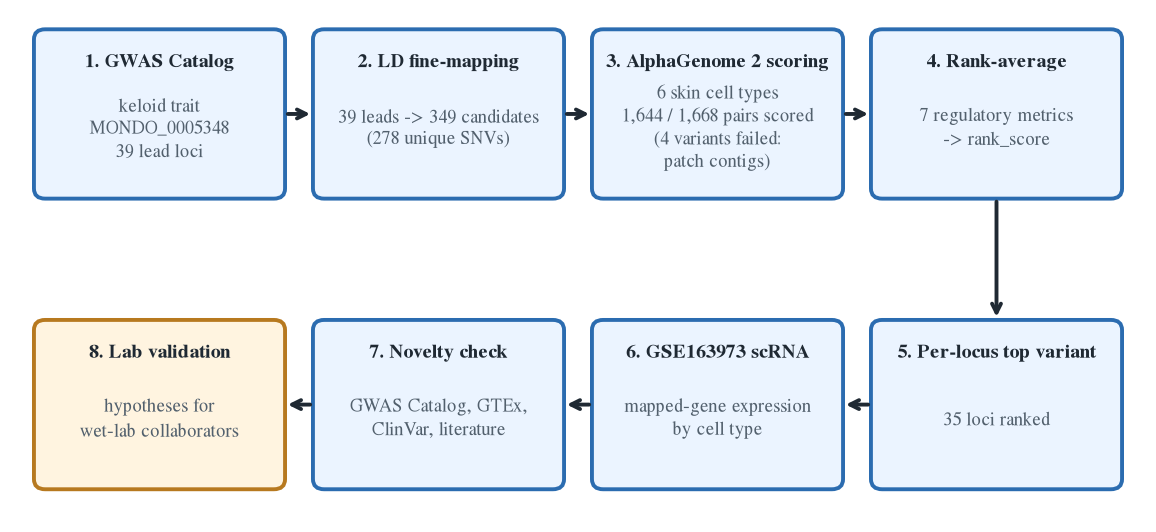 1. GWAS Catalog
keloid trait
MONDO_0005348
39 lead loci
2. LD fine-mapping
39 leads -> 349 candidates
(278 unique SNVs)
3. AlphaGenome 2 scoring
6 skin cell types
1,644 / 1,668 pairs scored
(4 variants failed:
patch contigs)
4. Rank-average
7 regulatory metrics
-> rank_score
8. Lab validation
hypotheses for
wet-lab collaborators
7. Novelty check
GWAS Catalog, GTEx,
ClinVar, literature
6. GSE163973 scRNA
mapped-gene expression
by cell type
5. Per-locus top variant
35 loci ranked